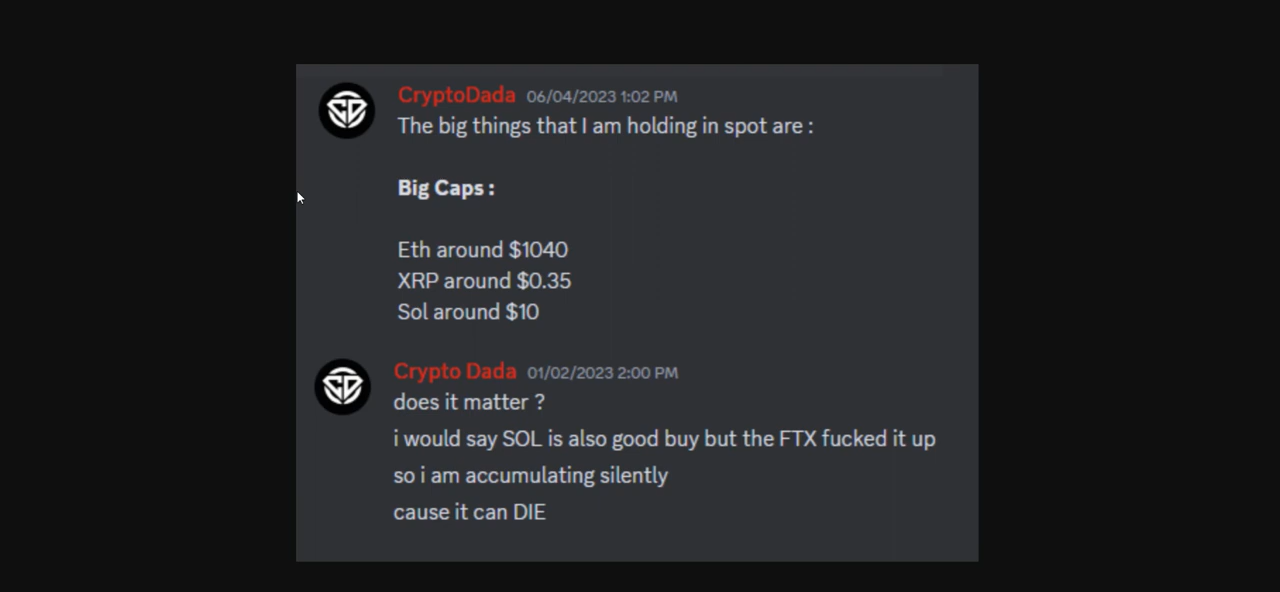 CryptoDada 06/04/2023 1:02 PM
The big things that I am holding in spot are :
Big Caps :
Eth around $1040
XRP around $0.35
Sol around $10
Crypto Dada 01/02/2023 2:00 PM
does it matter ?
i would say SOL is also good buy but the FTX fucked it up
so i am accumulating silently
cause it can DIE